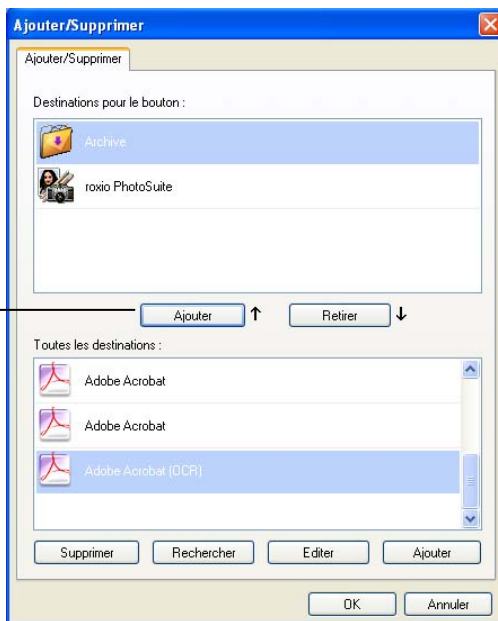 Ajouter/Supprimer
Ajouter/Supprimer
Destinations pour le bouton :
Archive
roxio PhotoSuite
Ajouter ↑ Retirer ↓
Toutes les destinations :
Adobe Acrobat
Adobe Acrobat
Adobe Acrobat (OCR)
Supprimer Rechercher Editer Ajouter
OK Annuler